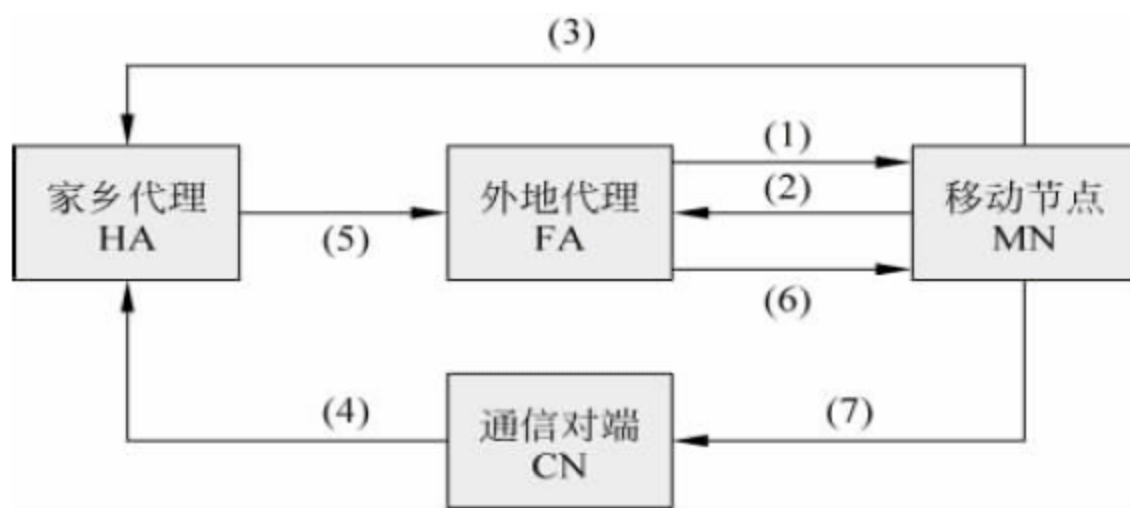 (3)
(1)
家乡代理
HA
外地代理
FA
移动节点
MN
(2)
(5)
(6)
(4)
通信对端
CN
(7)